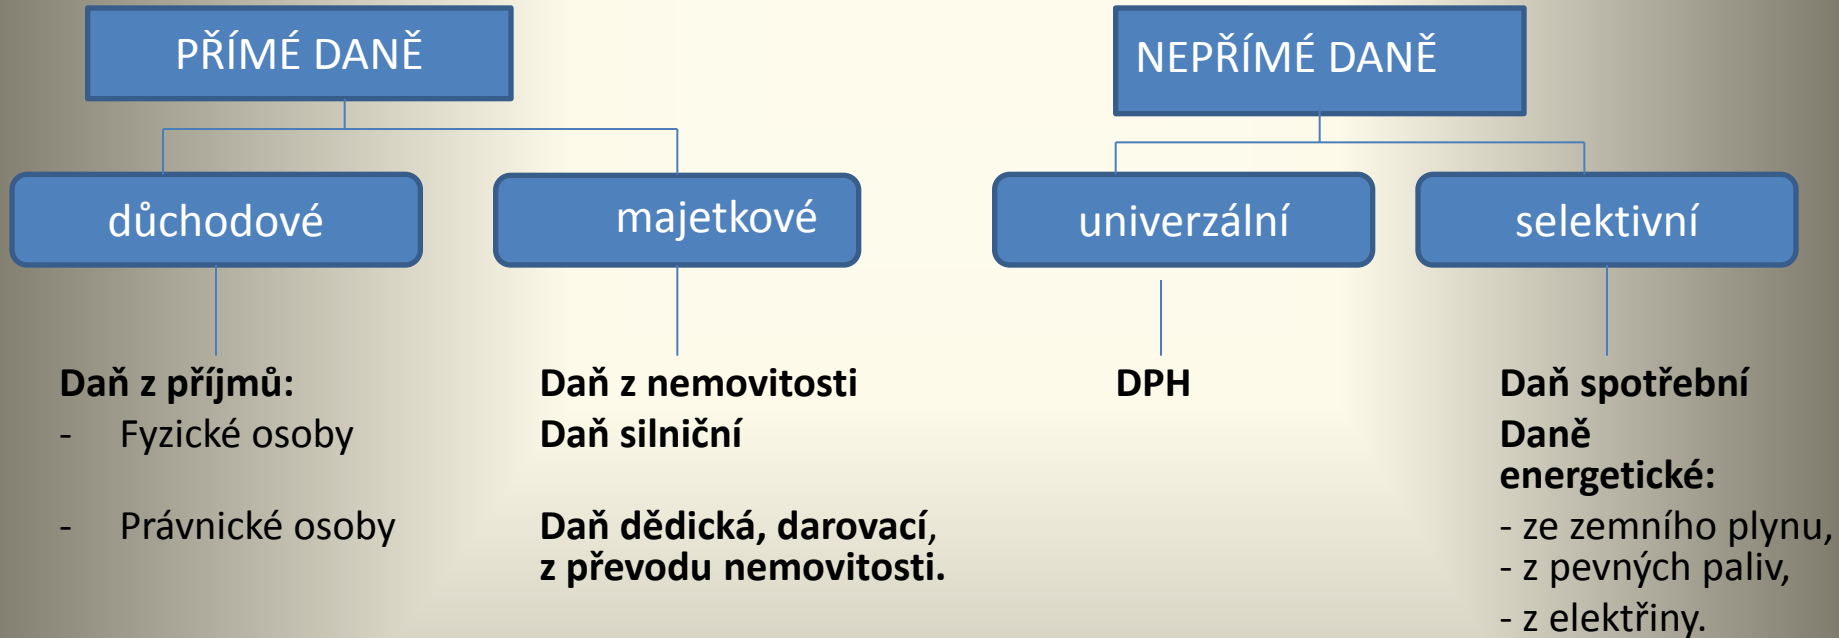 PŘÍMÉ DANĚ
NEPŘÍMÉ DANĚ
důchodové
majetkové
univerzální
selektivní
Daň z příjmů:
- Fyzické osoby
- Právnické osoby
Daň z nemovitosti
Daň silniční
Daň dědická, darovací,
z převodu nemovitosti.
DPH
Daň spotřební
Daně
energetické:
- ze zemního plynu,
- z pevných paliv,
- z elektřiny.